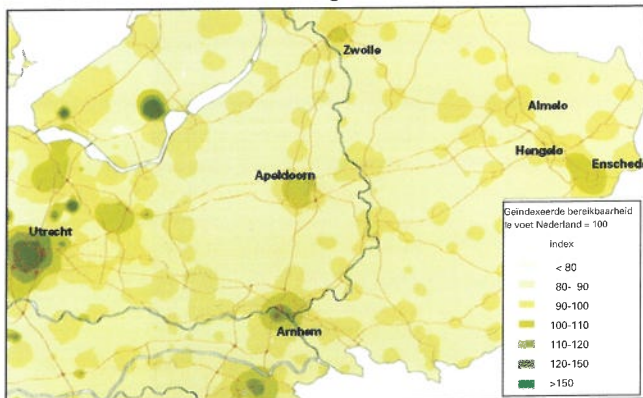 Zwolle
Almelo
Hengelo
Enschede
Apeldoorn
Utrecht
Arnhem
Geïndexeerde bereikbaarheid
te voet Nederland = 100
index
< 80
80- 90
90-100
100-110
110-120
120-150
>150